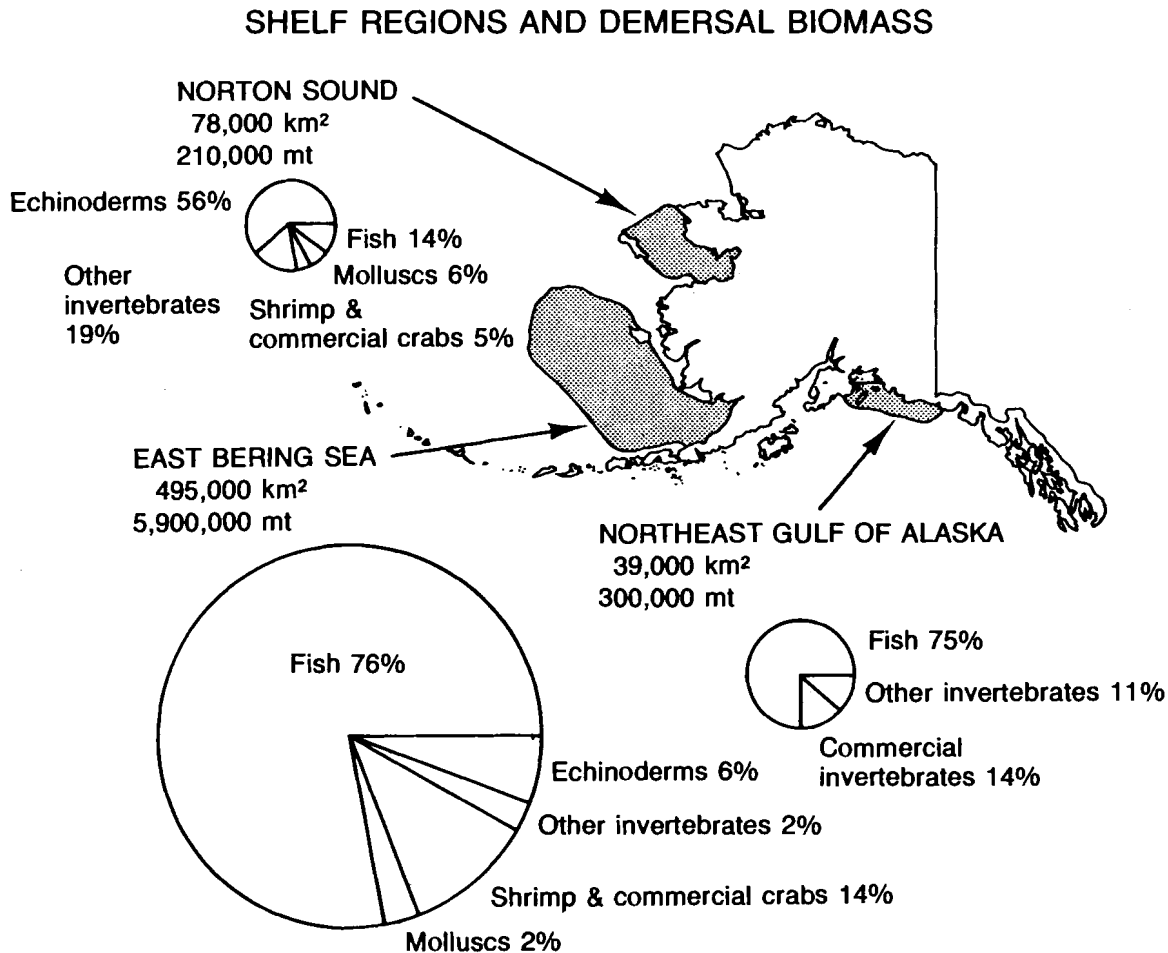 SHELF REGIONS AND DEMERSAL BIOMASS
NORTON SOUND
78,000 km²
210,000 mt
Echinoderms 56%
Fish 14%
Molluscs 6%
Other
invertebrates
19%
Shrimp &
commercial crabs 5%
EAST BERING SEA
495,000 km²
5,900,000 mt
NORTHEAST GULF OF ALASKA
39,000 km²
300,000 mt
Fish 76%
Echinoderms 6%
Other invertebrates 2%
Shrimp & commercial crabs 14%
Molluscs 2%
Fish 75%
Other invertebrates 11%
Commercial
invertebrates 14%